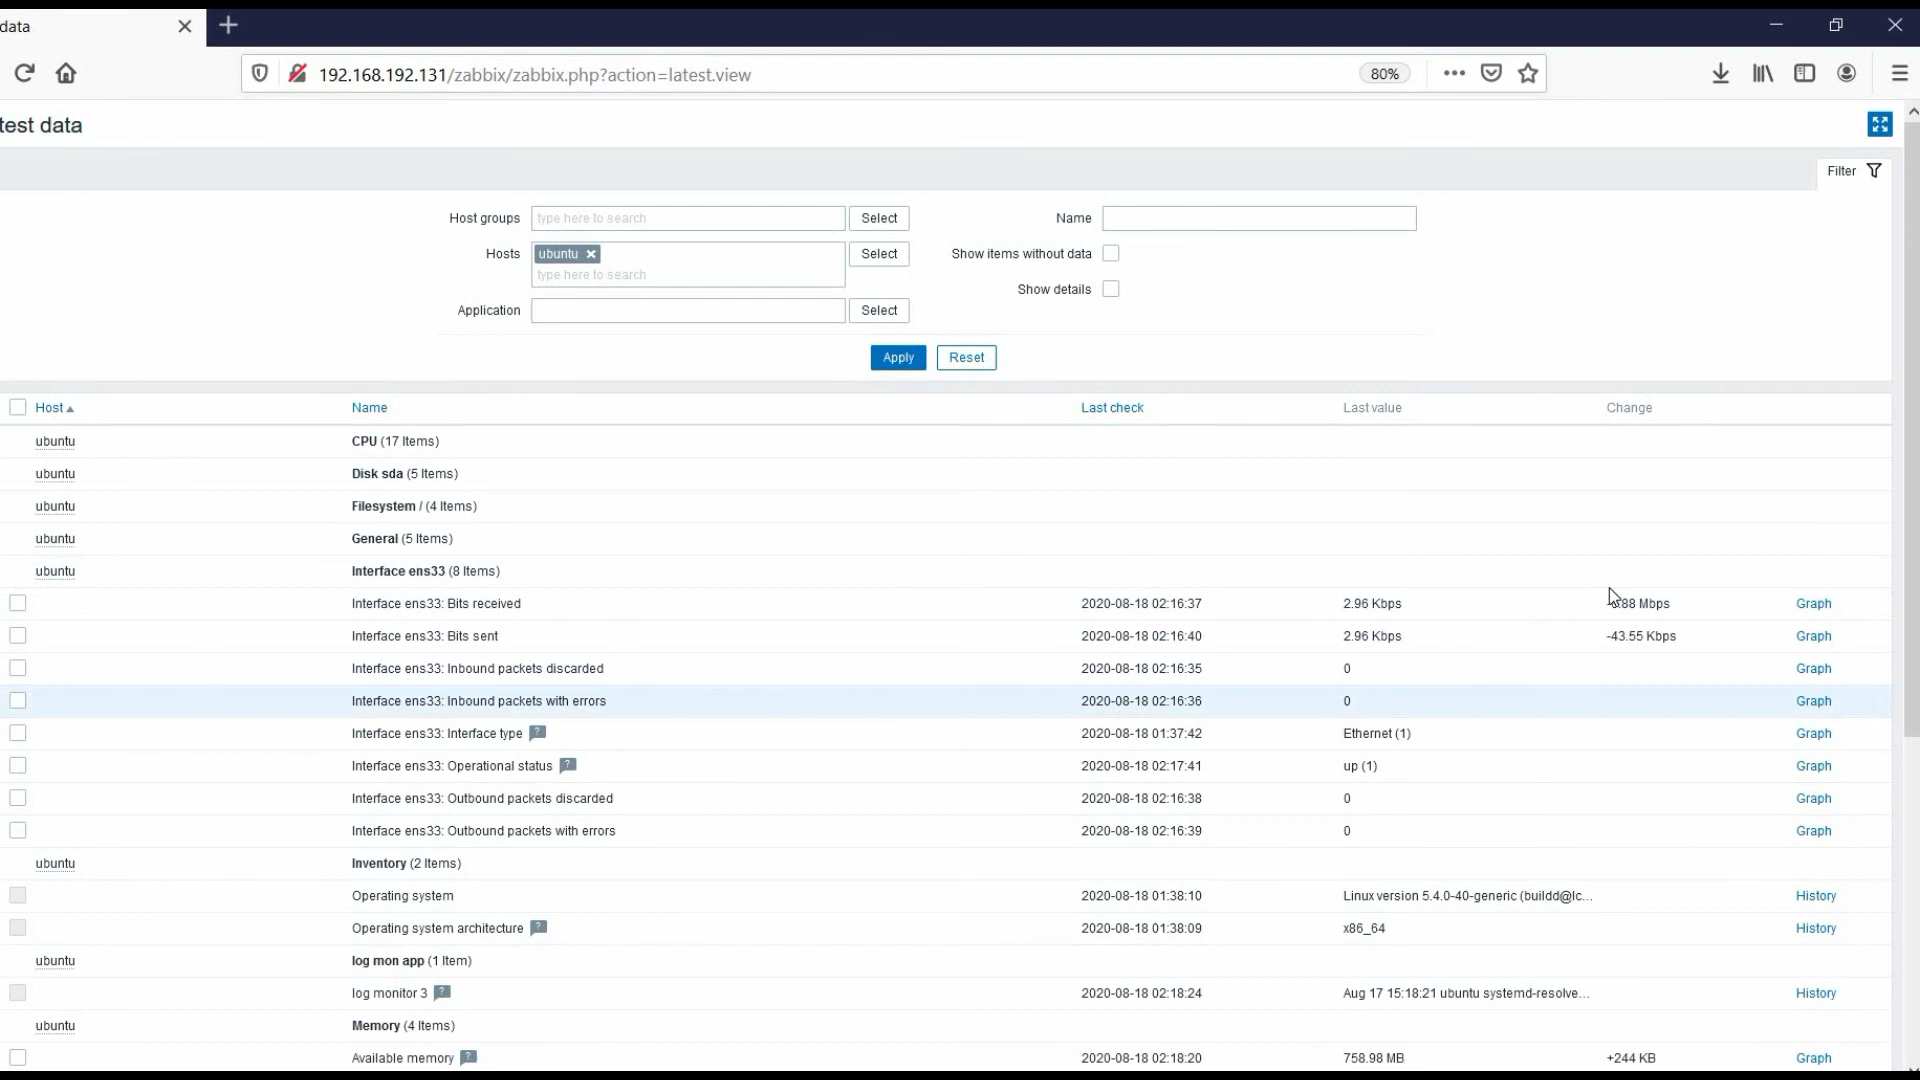 data
192.168.192.131/zabbix/zabbix.php?action=latest.view 80%
test data
Filter
Host groups type here to search Select Name
Hosts ubuntu Select Show items without data
type here to search
Show details
Application Select
Apply Reset
Host Name Last check Last value Change
ubuntu CPU (17 Items)
ubuntu Disk sda (5 Items)
ubuntu Filesystem / (4 Items)
ubuntu General (5 Items)
ubuntu Interface ens33 (8 Items)
Interface ens33: Bits received 2020-08-18 02:16:37 2.96 Kbps Mbps Graph
Interface ens33: Bits sent 2020-08-18 02:16:40 2.96 Kbps -43.55 Kbps Graph
Interface ens33: Inbound packets discarded 2020-08-18 02:16:35 0 Graph
Interface ens33: Inbound packets with errors 2020-08-18 02:16:36 0 Graph
Interface ens33: Interface type ? 2020-08-18 01:37:42 Ethernet (1) Graph
Interface ens33: Operational status ? 2020-08-18 02:17:41 up (1) Graph
Interface ens33: Outbound packets discarded 2020-08-18 02:16:38 0 Graph
Interface ens33: Outbound packets with errors 2020-08-18 02:16:39 0 Graph
ubuntu Inventory (2 Items)
Operating system 2020-08-18 01:38:10 Linux version 5.4.0-40-generic (buildd@lc... History
Operating system architecture ? 2020-08-18 01:38:09 x86_64 History
ubuntu log mon app (1 Item)
log monitor 3 ? 2020-08-18 02:18:24 Aug 17 15:18:21 ubuntu systemd-resolve... History
ubuntu Memory (4 Items)
Available memory ? 2020-08-18 02:18:20 758.98 MB +244 KB Graph